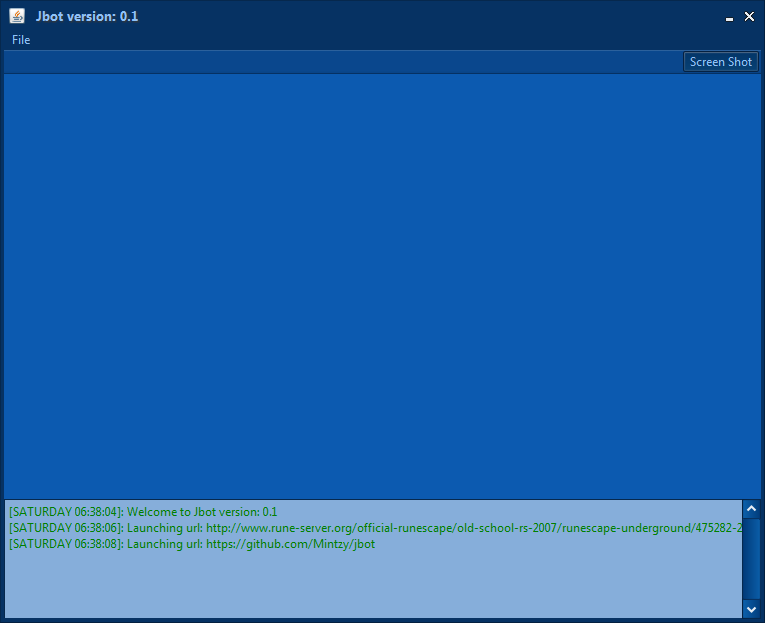 Jbot version: 0.1
File
Screen Shot
[SATURDAY 06:38:04]: Welcome to Jbot version: 0.1
[SATURDAY 06:38:06]: Launching url: http://www.rune-server.org/official-runescape/old-school-rs-2007/runescape-underground/475282-2
[SATURDAY 06:38:08]: Launching url: https://github.com/Mintzy/jbot